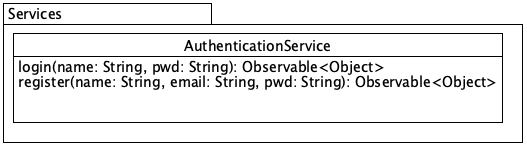 Services
AuthenticationService
login(name: String, pwd: String): Observable<Object>
register(name: String, email: String, pwd: String): Observable<Object>